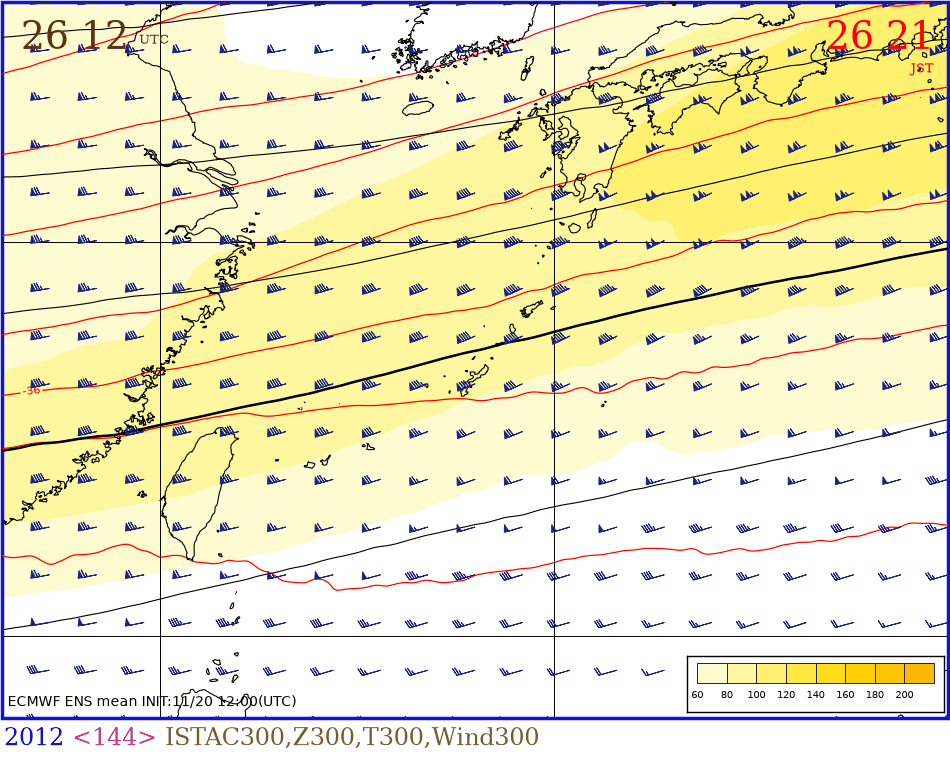 26 12 UTC
26 21
JST
-36
60 80 100 120 140 160 180 200
ECMWF ENS mean INIT:11/20 12:00(UTC)
2012 <144> ISTAC300,Z300,T300,Wind300